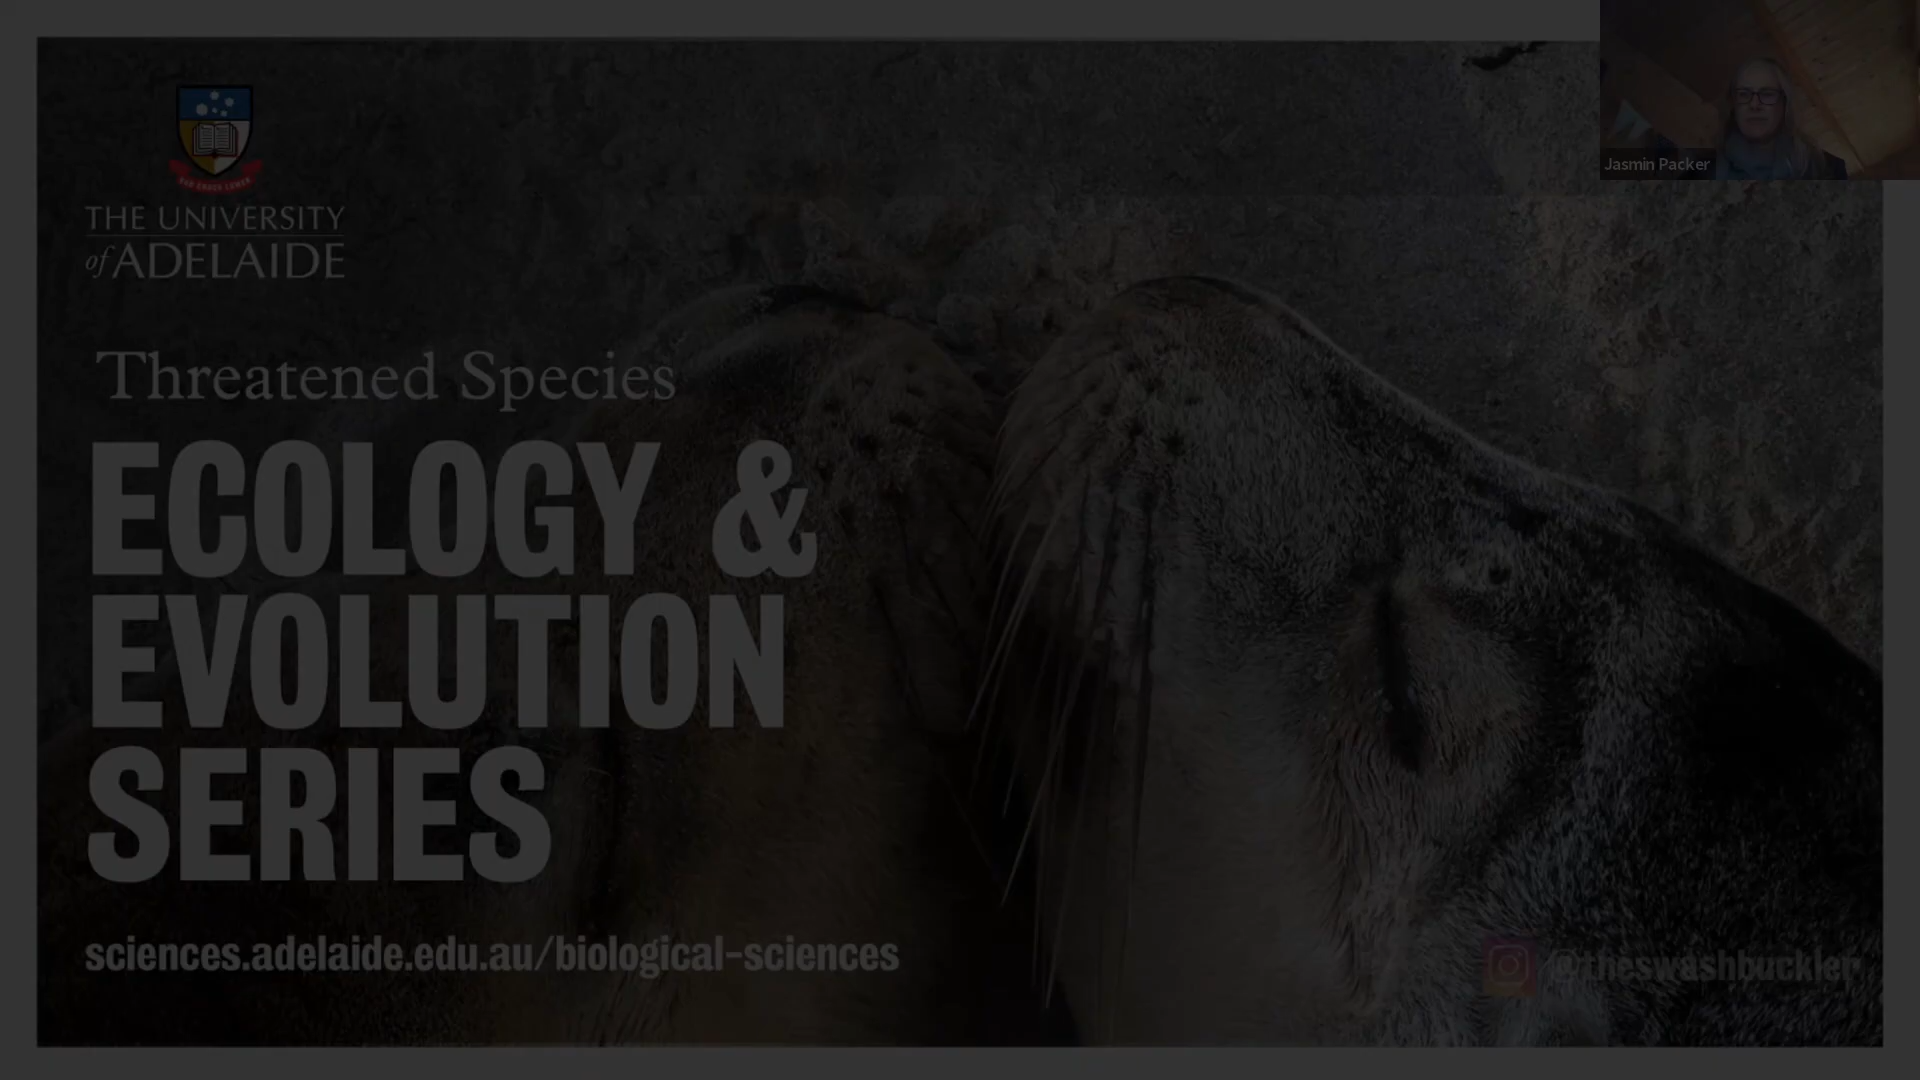 Jasmin Packer
THE UNIVERSITY
of ADELAIDE
Threatened Species
ECOLOGY &
EVOLUTION
SERIES
sciences.adelaide.edu.au/biological-sciences
@theswashbuckler